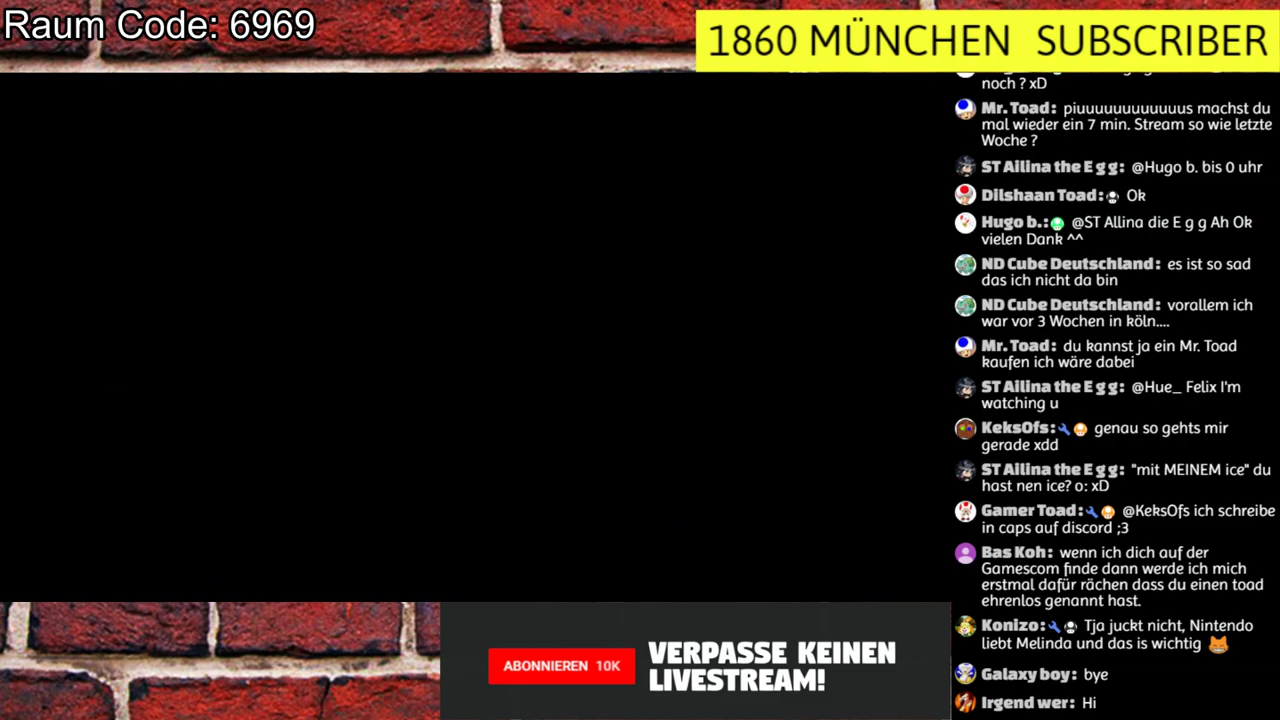 Raum Code: 6969
1860 MÜNCHEN SUBSCRIBER
noch ? xD
Mr. Toad: piuuuuuuuuuuuus machst du
mal wieder ein 7 min. Stream so wie letzte
Woche ?
ST Ailina the E g g: @Hugo b. bis 0 uhr
Dilshaan Toad: Ok
Hugo b.: @ST Allina die E g g Ah Ok
vielen Dank ^^
ND Cube Deutschland: es ist so sad
das ich nicht da bin
ND Cube Deutschland: vorallem ich
war vor 3 Wochen in köln....
Mr. Toad: du kannst ja ein Mr. Toad
kaufen ich wäre dabei
ST Ailina the E g g: @Hue_ Felix I'm
watching u
KeksOfs: genau so gehts mir
gerade xdd
ST Ailina the E g g: "mit MEINEM ice" du
hast nen ice? o: xD
Gamer Toad: @KeksOfs ich schreibe
in caps auf discord ;3
Bas Koh: wenn ich dich auf der
Gamescom finde dann werde ich mich
erstmal dafür rächen dass du einen toad
ehrenlos genannt hast.
Konizo: Tja juckt nicht, Nintendo
liebt Melinda und das is wichtig
Galaxy boy: bye
Irgend wer: Hi
ABONNIEREN 10K
VERPASSE KEINEN
LIVESTREAM!